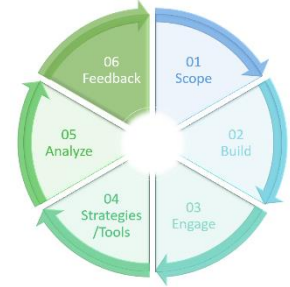 01
Scope
02
Build
03
Engage
04
Strategies
/Tools
05
Analyze
06
Feedback